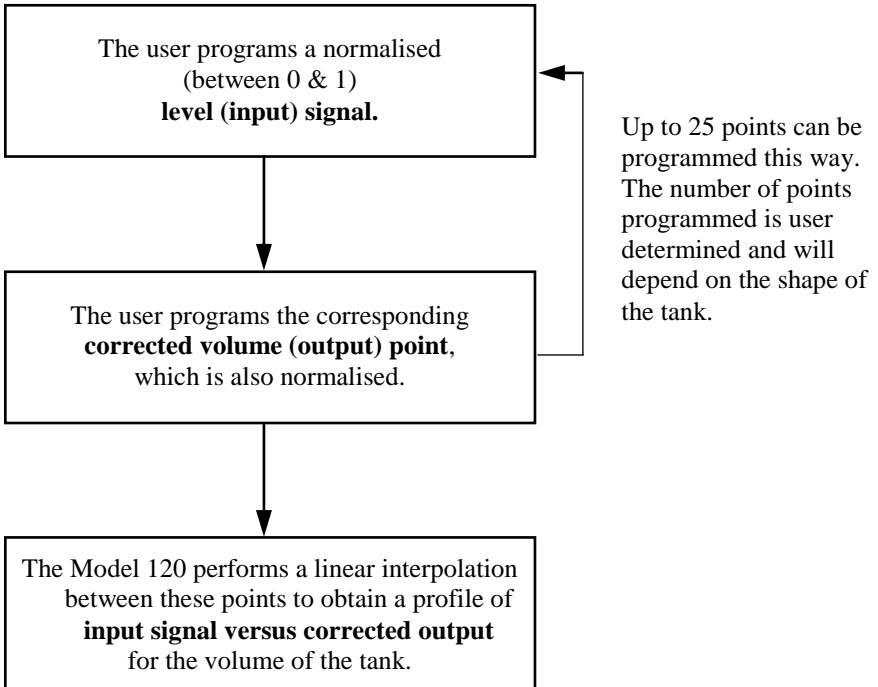 The user programs a normalised
(between 0 & 1)
level (input) signal.
Up to 25 points can be
programmed this way.
The number of points
programmed is user
determined and will
depend on the shape of
the tank.
The user programs the corresponding
corrected volume (output) point,
which is also normalised.
The Model 120 performs a linear interpolation
between these points to obtain a profile of
input signal versus corrected output
for the volume of the tank.